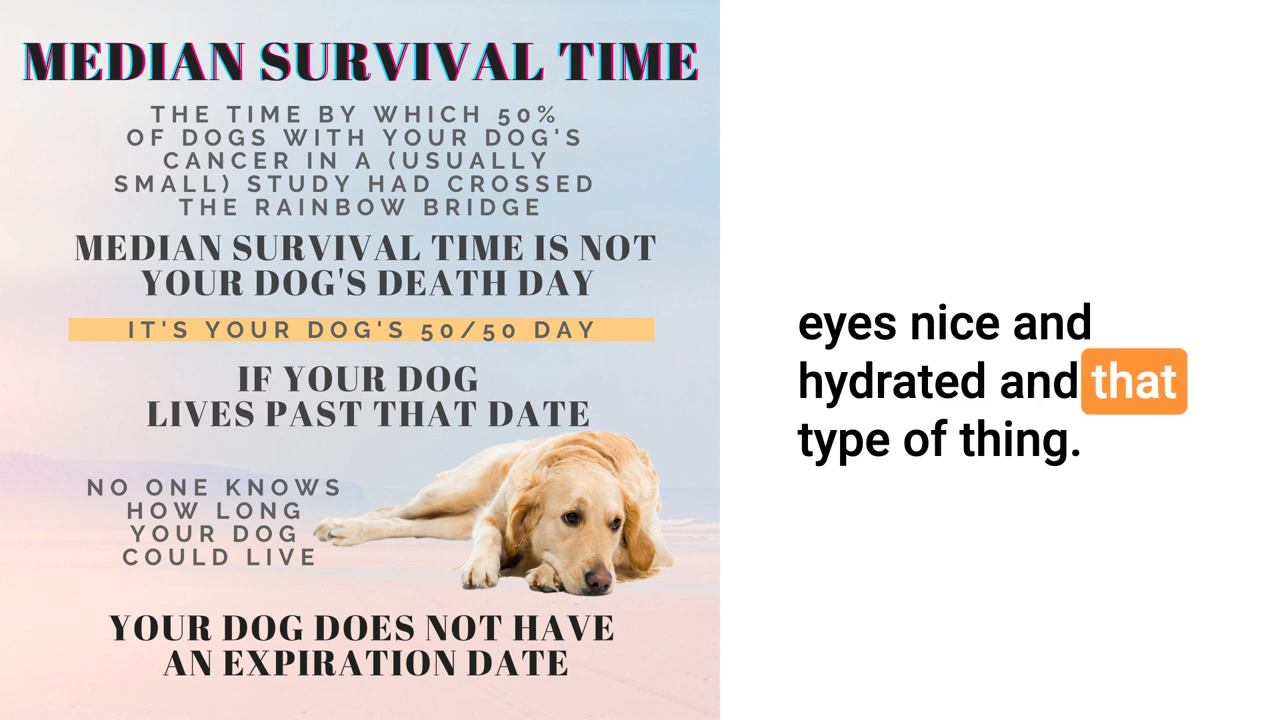 MEDIAN SURVIVAL TIME
THE TIME BY WHICH 50%
OF DOGS WITH YOUR DOG'S
CANCER IN A (USUALLY
SMALL) STUDY HAD CROSSED
THE RAINBOW BRIDGE
MEDIAN SURVIVAL TIME IS NOT
YOUR DOG'S DEATH DAY
IT'S YOUR DOG'S 50/50 DAY
IF YOUR DOG
LIVES PAST THAT DATE
NO ONE KNOWS
HOW LONG
YOUR DOG
COULD LIVE
YOUR DOG DOES NOT HAVE
AN EXPIRATION DATE
eyes nice and
hydrated and that
type of thing.